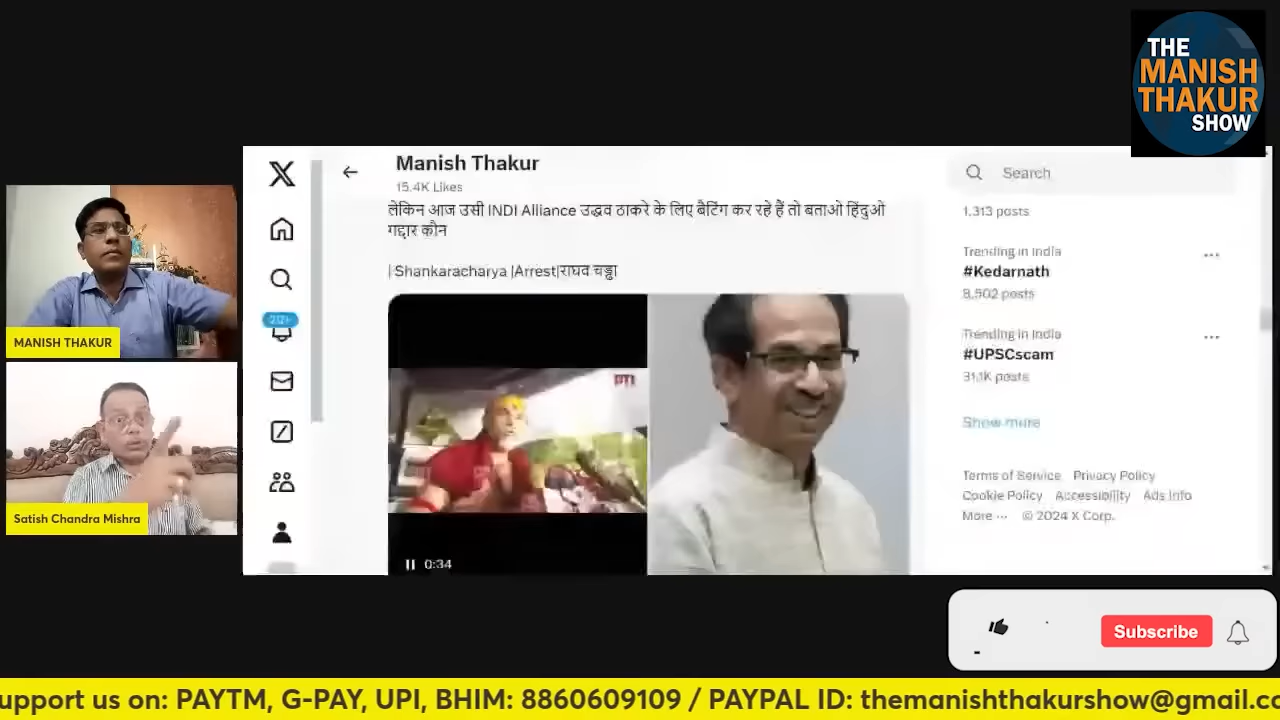 THE
MANISH
THAKUR
SHOW
Manish Thakur
15.4K Likes
लेकिन आज उसी INDI Alliance उद्धव ठाकरे के लिए बैटिंग कर रहे हैं तो बताओ हिंदुओ
गद्दार कौन
| Shankaracharya |Arrest|राघव चड्ढा
PTI
0:34
Search
1,313 posts
Trending in India
#Kedarnath
8,502 posts
Trending in India
#UPSCscam
31.1K posts
Show more
Terms of Service Privacy Policy
Cookie Policy Accessibility Ads info
More ··· © 2024 X Corp.
MANISH THAKUR
Satish Chandra Mishra
Subscribe
upport us on: PAYTM, G-PAY, UPI, BHIM: 8860609109 / PAYPAL ID: themanishthakurshow@gmail.co